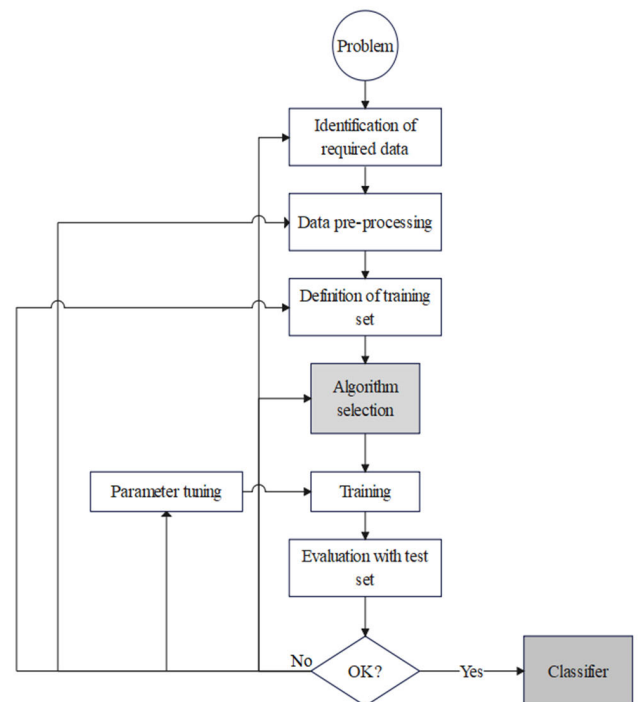 Problem
Identification of
required data
Data pre-processing
Definition of training
set
Algorithm
selection
Parameter tuning
Training
Evaluation with test
set
No
OK?
Yes
Classifier